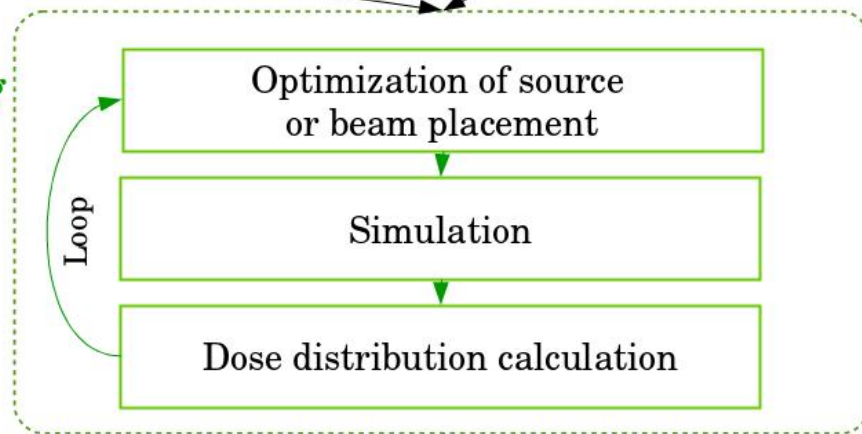 Optimization of source
or beam placement
Loop
Simulation
Dose distribution calculation